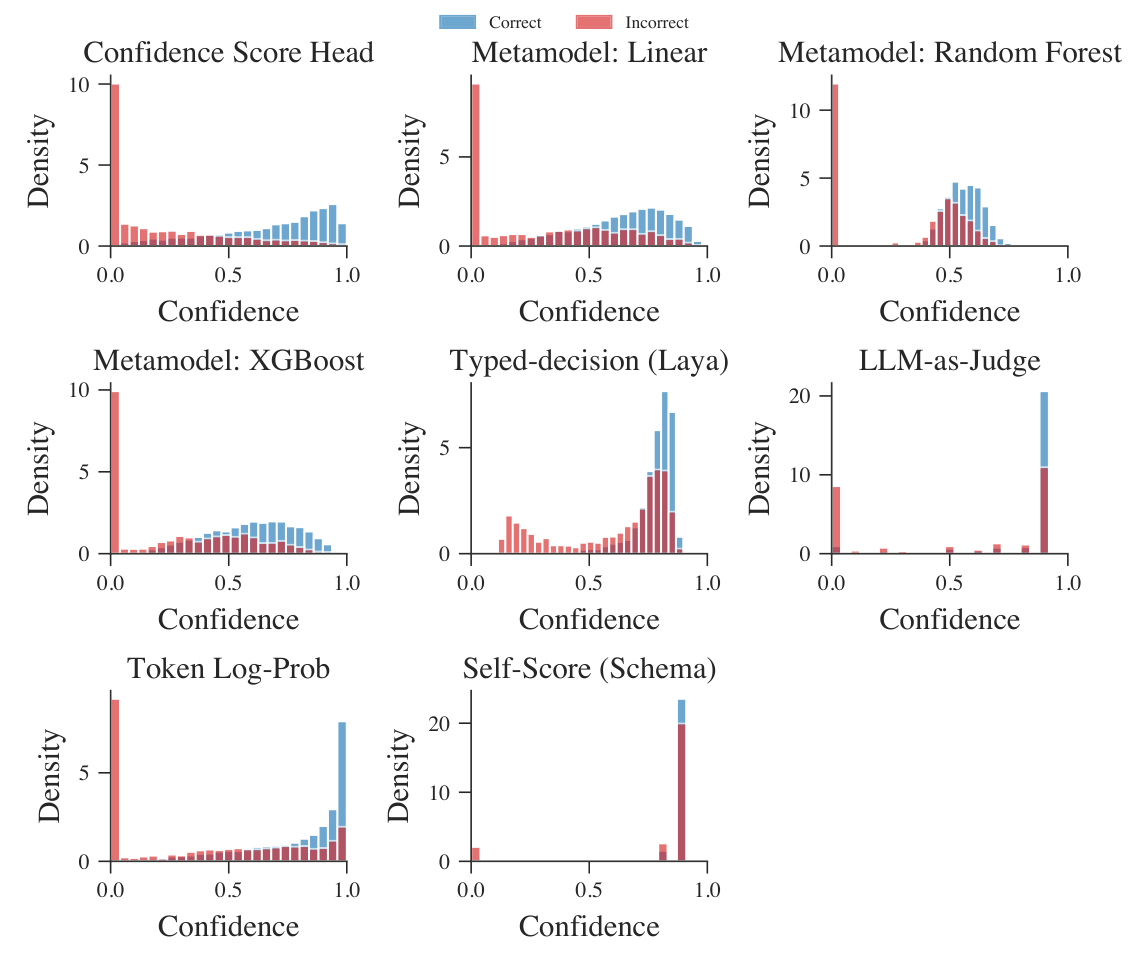 Correct Incorrect
Confidence Score Head
Metamodel: Linear
Metamodel: Random Forest
Density
10
5
0
0.0 0.5 1.0
Confidence
Density
5
0
0.0 0.5 1.0
Confidence
Density
10
5
0
0.0 0.5 1.0
Confidence
Metamodel: XGBoost
Typed-decision (Laya)
LLM-as-Judge
Density
10
5
0
0.0 0.5 1.0
Confidence
Density
5
0
0.0 0.5 1.0
Confidence
Density
20
10
0
0.0 0.5 1.0
Confidence
Token Log-Prob
Self-Score (Schema)
Density
5
0
0.0 0.5 1.0
Confidence
Density
20
10
0
0.0 0.5 1.0
Confidence